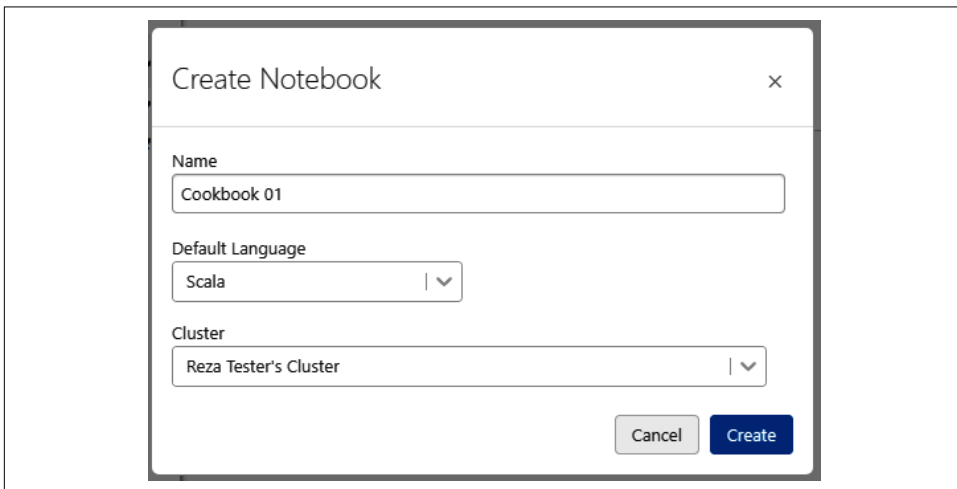 Create Notebook
×
Name
Cookbook 01
Default Language
Scala
Cluster
Reza Tester's Cluster
Cancel Create